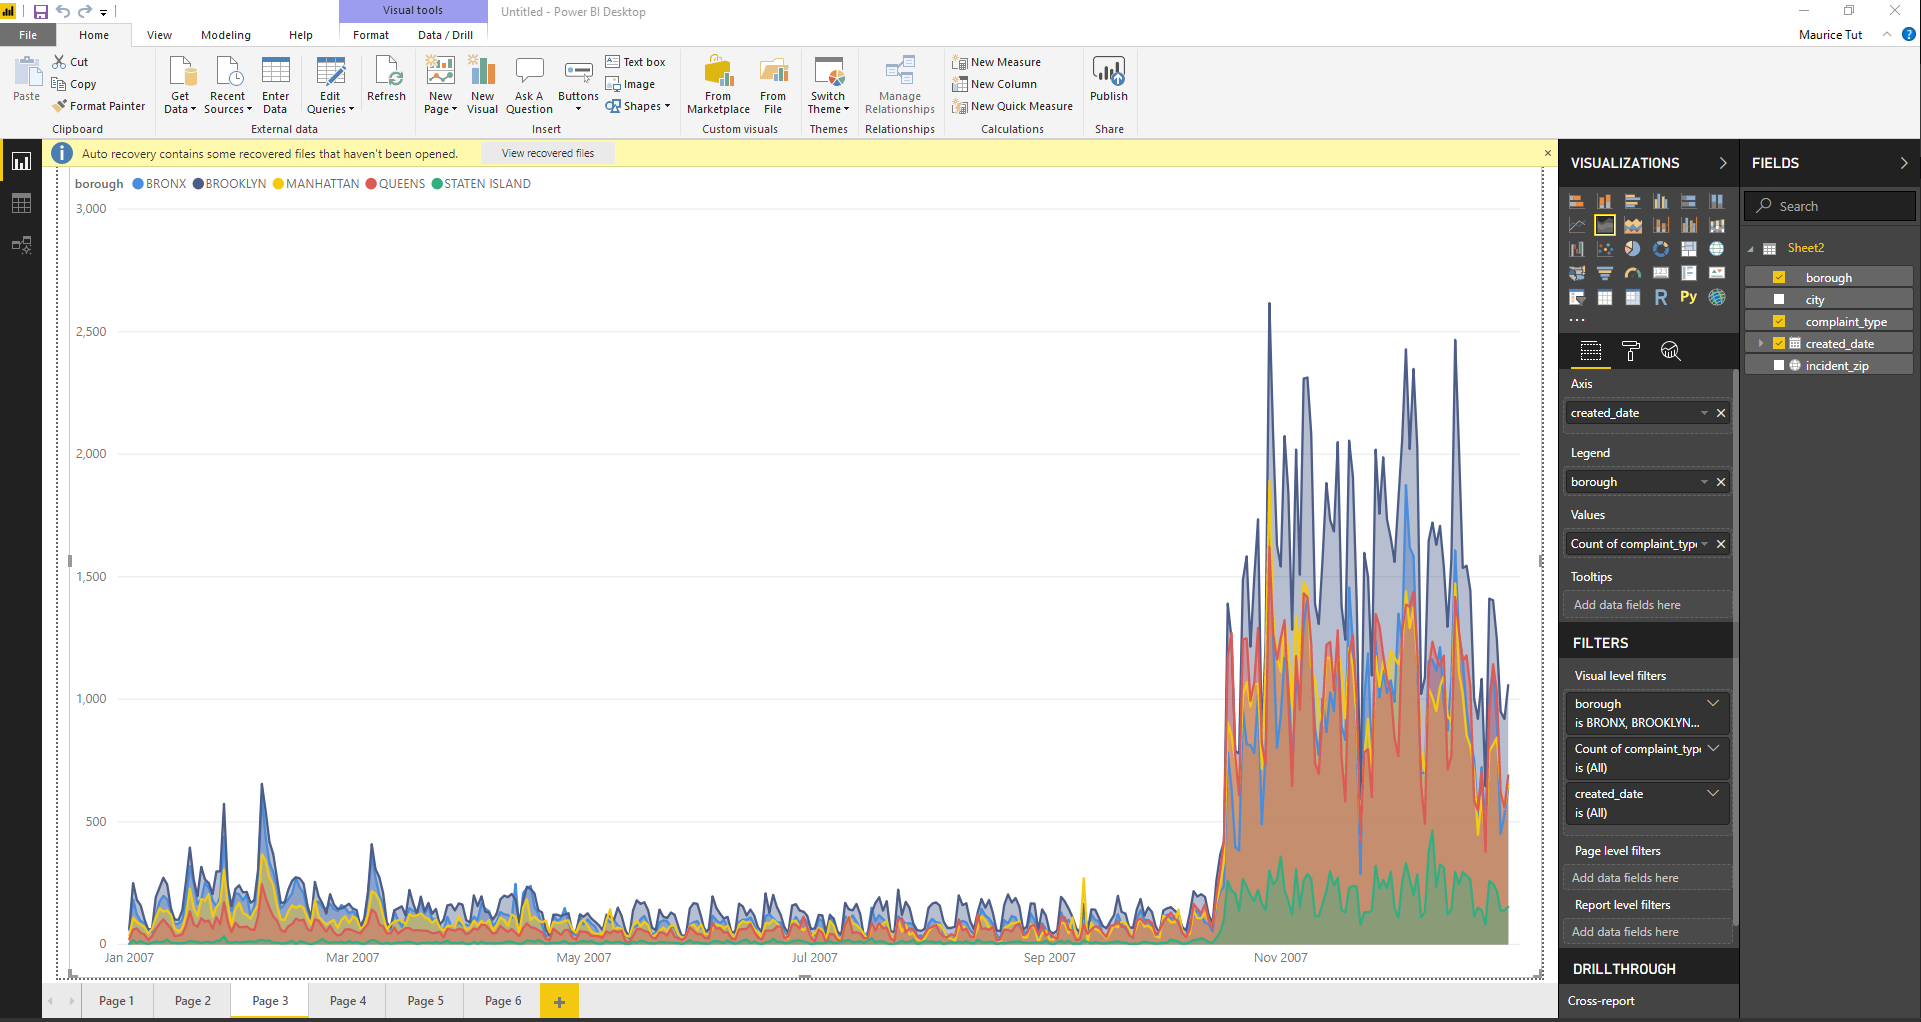 Visual tools
Untitled - Power BI Desktop
File
Home
View
Modeling
Help
Format
Data / Drill
Maurice Tut
?
Paste
Cut
Copy
Format Painter
Clipboard
Get
Data
Recent
Sources
Enter
Data
Edit
Queries
Refresh
External data
New
Page
New
Visual
Ask A
Question
Buttons
Text box
Image
Shapes
Insert
From
Marketplace
From
File
Custom visuals
Switch
Theme
Themes
Manage
Relationships
Relationships
New Measure
New Column
New Quick Measure
Calculations
Publish
Share
Auto recovery contains some recovered files that haven't been opened.
View recovered files
borough BRONX BROOKLYN MANHATTAN QUEENS STATEN ISLAND
3,000
2,500
2,000
1,500
1,000
500
0
Jan 2007 Mar 2007 May 2007 Jul 2007 Sep 2007 Nov 2007
Page 1
Page 2
Page 3
Page 4
Page 5
Page 6
+
VISUALIZATIONS
R
Py
...
Axis
created_date
Legend
borough
Values
Count of complaint_type
Tooltips
Add data fields here
FILTERS
Visual level filters
borough
is BRONX, BROOKLYN...
Count of complaint_type
is (All)
created_date
is (All)
Page level filters
Add data fields here
Report level filters
Add data fields here
DRILLTHROUGH
Cross-report
FIELDS
Search
Sheet2
borough
city
complaint_type
created_date
incident_zip